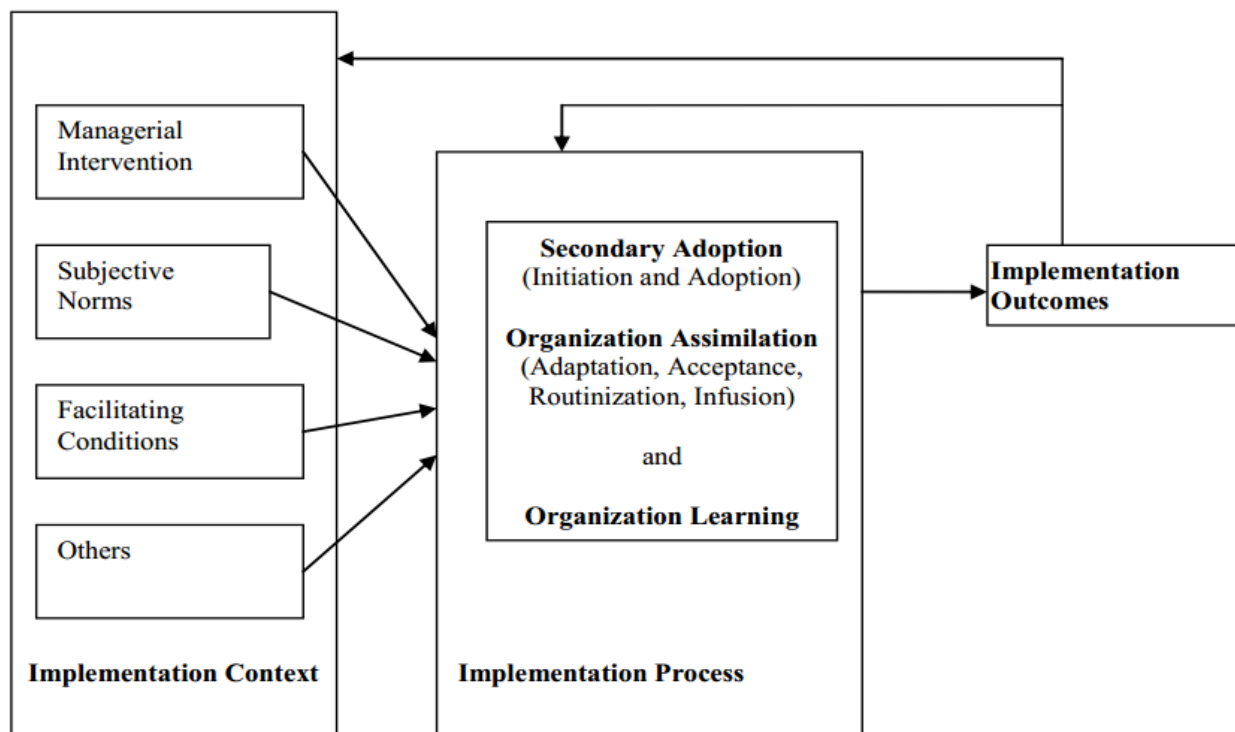 Managerial
Intervention
Subjective
Norms
Facilitating
Conditions
Others
Implementation Context
Secondary Adoption
(Initiation and Adoption)
Organization Assimilation
(Adaptation, Acceptance,
Routinization, Infusion)
and
Organization Learning
Implementation Process
Implementation
Outcomes